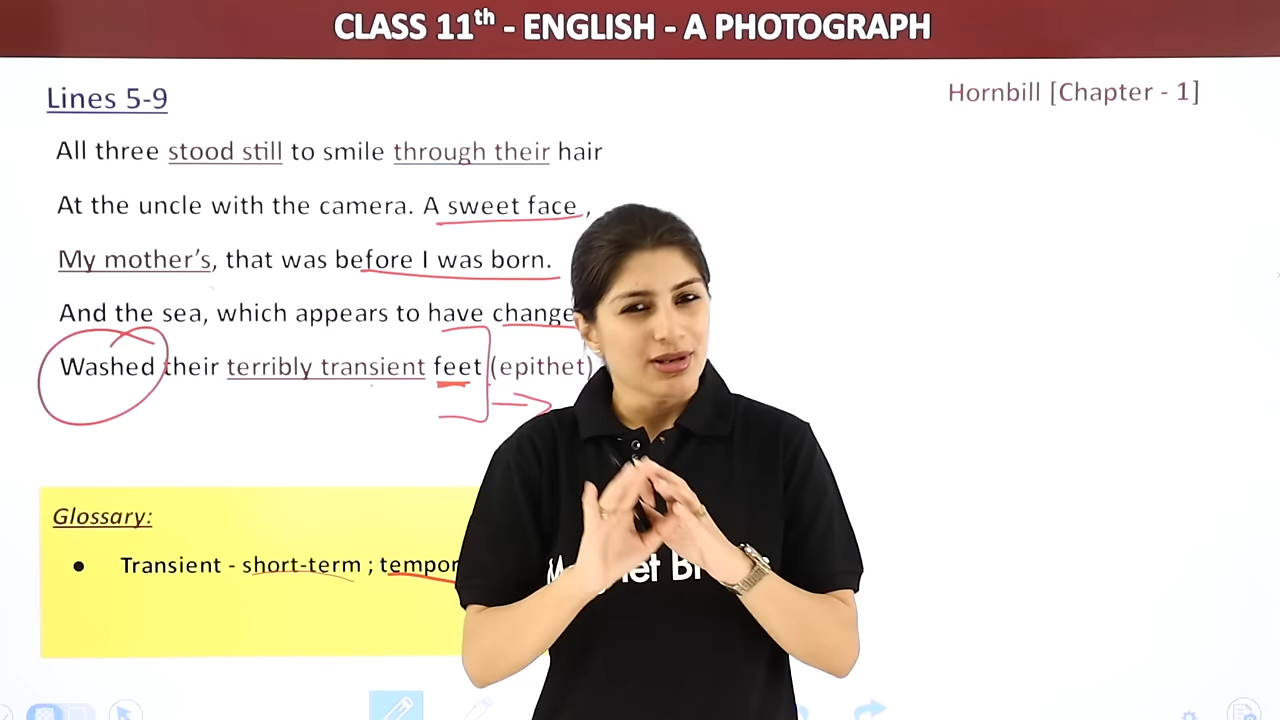 CLASS 11th - ENGLISH - A PHOTOGRAPH
Lines 5-9
Hornbill [Chapter - 1]
All three stood still to smile through their hair
At the uncle with the camera. A sweet face,
My mother's, that was before I was born.
And the sea, which appears to have change
Washed their terribly transient feet (epithet)
Glossary:
● Transient - short-term ; tempor